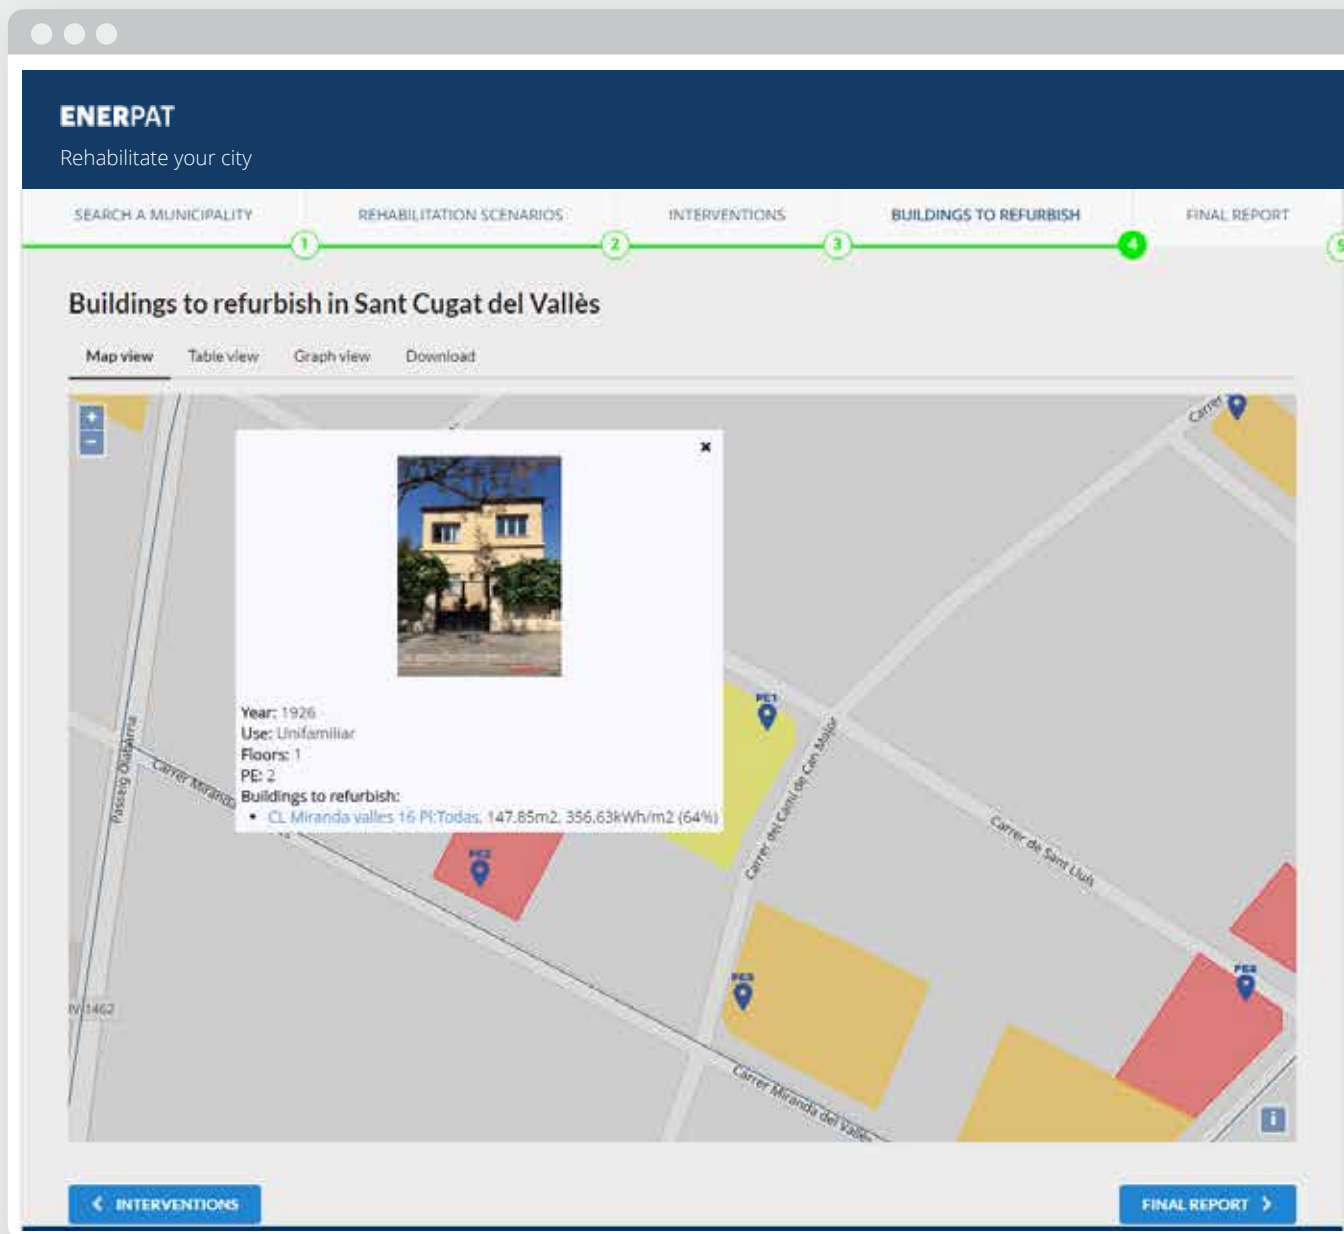 ENERPAT
Rehabilitate your city
SEARCH A MUNICIPALITY
REHABILITATION SCENARIOS
INTERVENTIONS
BUILDINGS TO REFURBISH
FINAL REPORT
1
2
3
4
5
Buildings to refurbish in Sant Cugat del Vallès
Map view
Table view
Graph view
Download
+
−
Carrer
Year: 1926
Use: Unifamiliar
Floors: 1
PE: 2
Buildings to refurbish:
• CL Miranda valles 16 Pl:Todas, 147.85m2, 356.63kWh/m2 (64%)
PE1
Passeig Olabarria
Carrer Miranda
Carrer del Camí de Can Major
Carrer de Sant Lluís
PE2
1462
Carrer Miranda del Vallès
i
INTERVENTIONS
FINAL REPORT